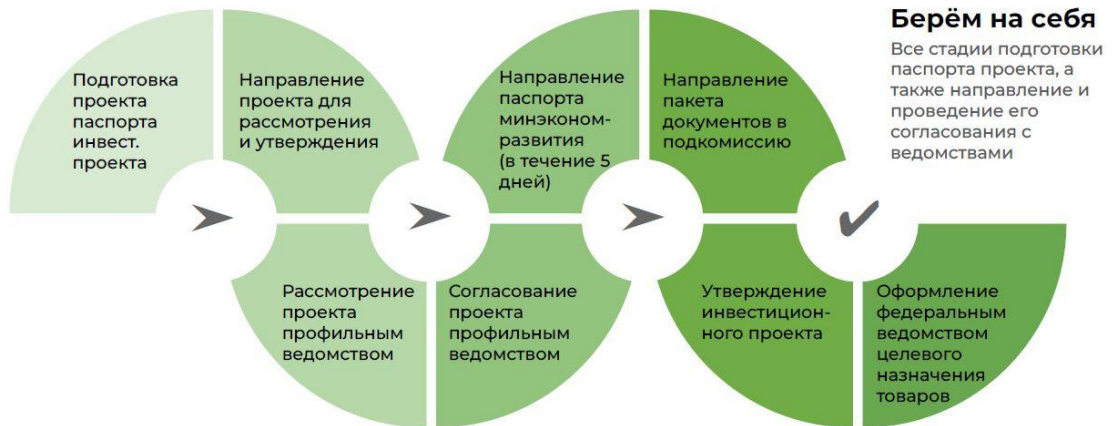 Подготовка
проекта
паспорта
инвест.
проекта
Направление
проекта для
рассмотрения
и утверждения
Рассмотрение
проекта
профильным
ведомством
Согласование
проекта
профильным
ведомством
Направление
паспорта
минэконом-
развития
(в течение 5
дней)
Направление
пакета
документов в
подкомиссию
Утверждение
инвестицион-
ного проекта
Оформление
федеральным
ведомством
целевого
назначения
товаров
Берём на себя
Все стадии подготовки
паспорта проекта, а
также направление и
проведение его
согласования с
ведомствами